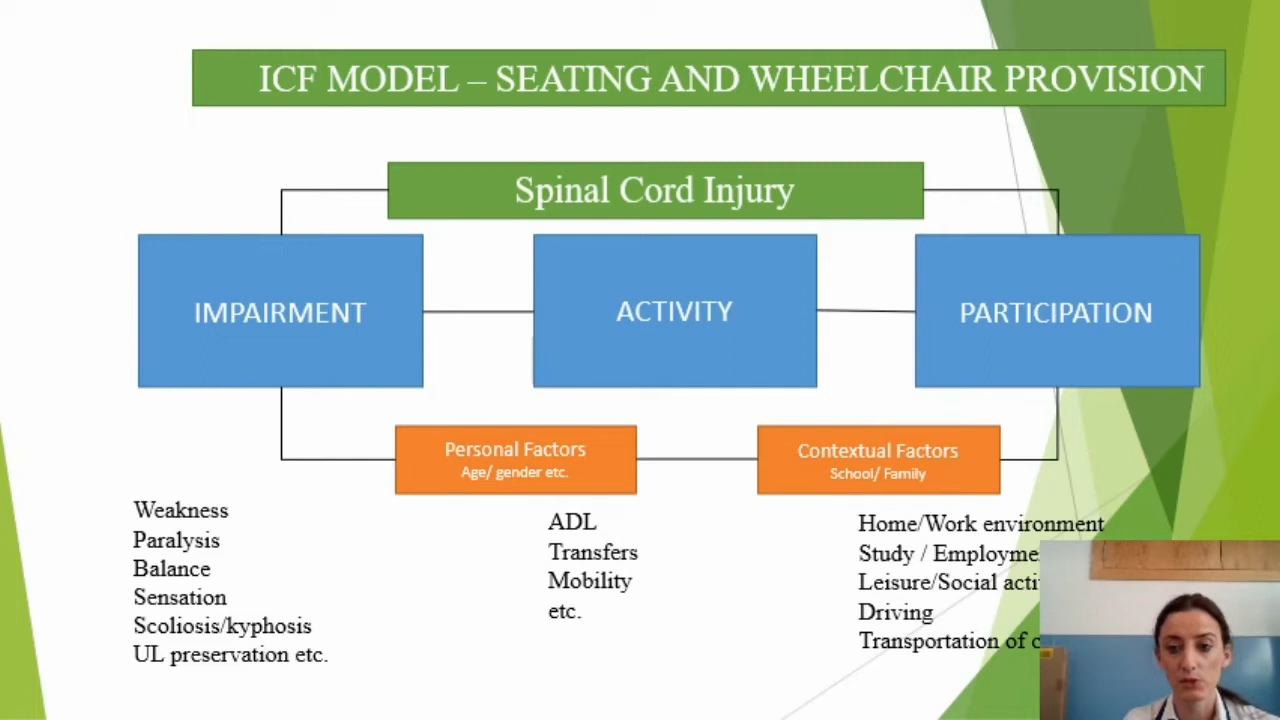 ICF MODEL – SEATING AND WHEELCHAIR PROVISION
Spinal Cord Injury
IMPAIRMENT
ACTIVITY
PARTICIPATION
Personal Factors
Age/ gender etc.
Contextual Factors
School/ Family
Weakness
Paralysis
Balance
Sensation
Scoliosis/kyphosis
UL preservation etc.
ADL
Transfers
Mobility
etc.
Home/Work environment
Study /
Leisure/Social
Driving
Transportation of